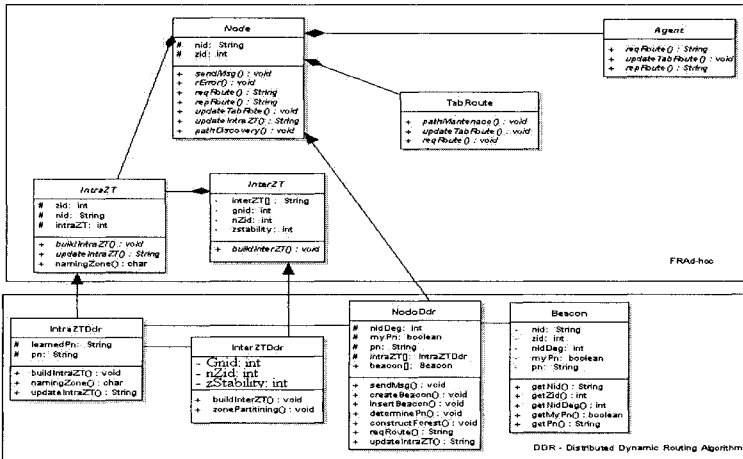 Node
# nid: String
# zid: int
+ sendMsg() : void
+ rError() : void
+ reqRoute() : String
+ repRoute() : String
+ updateTabRote() : void
+ updateIntraZT() : String
+ pathDiscovery() : void
Agent
+ reqRoute() : String
+ updateTabRoute() : void
+ repRoute() : String
TabRoute
+ pathMantenace() : void
+ updateTabRoute() : void
+ reqRoute() : void
IntraZT
# zid: int
# nid: String
# intraZT: int
+ buildIntraZT() : void
+ updateIntraZT() : String
+ namingZone() : char
InterZT
- interZT[] : String
- gnid: int
- nZid: int
- zstability: int
+ buildInterZT() : void
FRAd-hoc
IntraZTDdr
# learnedPn: String
# pn: String
+ buildIntraZT() : void
+ namingZone() : char
+ updateIntraZT() : String
InterZTDdr
- Gnid: int
- nZid: int
- zStability: int
+ buildInterZT() : void
+ zonePartitining() : void
NodoDdr
# nidDeg: int
# myPn: boolean
# pn: String
# intraZT[]: IntraZTDdr
+ beacon[]: Beacon
+ sendMsg() : void
+ createBeacon() : void
+ insertBeacon() : void
+ determinePn() : void
+ constructForest() : void
+ reqRoute() : String
+ updateIntraZT() : String
Beacon
- nid: String
- zid: int
- nidDeg: int
- myPn: boolean
- pn: String
+ getNid() : String
+ getZid() : int
+ getNidDeg() : int
+ getMyPn() : boolean
+ getPn() : String
DDR - Distributed Dynamic Routing Algorithm